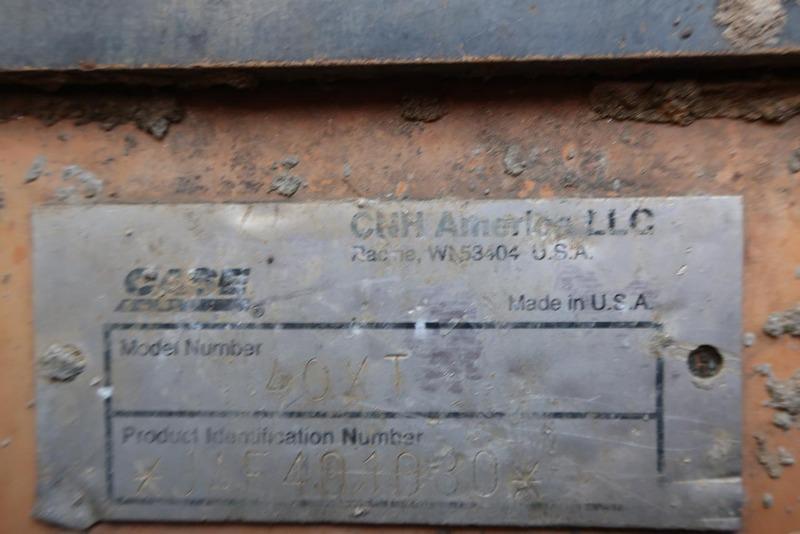 CNH America LLC
Racine, WI 53404 U.S.A.
CASE
Made in U.S.A.
Model Number
40XT
Product Identification Number